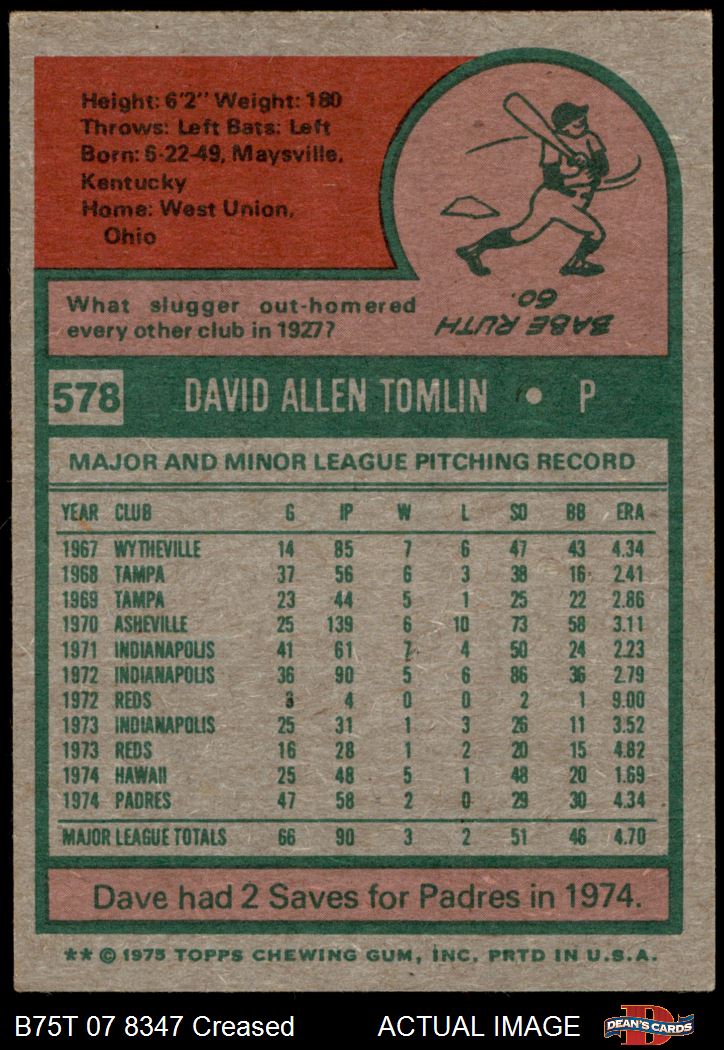 Height: 6'2" Weight: 180
Throws: Left Bats: Left
Born: 6-22-49, Maysville,
Kentucky
Home: West Union,
Ohio
What slugger out-homered
every other club in 1927?
BABE RUTH
60.
578 DAVID ALLEN TOMLIN • P
MAJOR AND MINOR LEAGUE PITCHING RECORD
YEAR CLUB G IP W L SO BB ERA
1967 WYTHEVILLE 14 85 7 6 47 43 4.34
1968 TAMPA 37 56 6 3 38 16 2.41
1969 TAMPA 23 44 5 1 25 22 2.86
1970 ASHEVILLE 25 139 6 10 73 58 3.11
1971 INDIANAPOLIS 41 61 7 4 50 24 2.23
1972 INDIANAPOLIS 36 90 5 6 86 36 2.79
1972 REDS 3 4 0 0 2 1 9.00
1973 INDIANAPOLIS 25 31 1 3 26 11 3.52
1973 REDS 16 28 1 2 20 15 4.82
1974 HAWAII 25 48 5 1 48 20 1.69
1974 PADRES 47 58 2 0 29 30 4.34
MAJOR LEAGUE TOTALS 66 90 3 2 51 46 4.70
Dave had 2 Saves for Padres in 1974.
** © 1975 TOPPS CHEWING GUM, INC. PRTD IN U.S.A.
B75T 07 8347 Creased ACTUAL IMAGE
D
DEAN'S CARDS